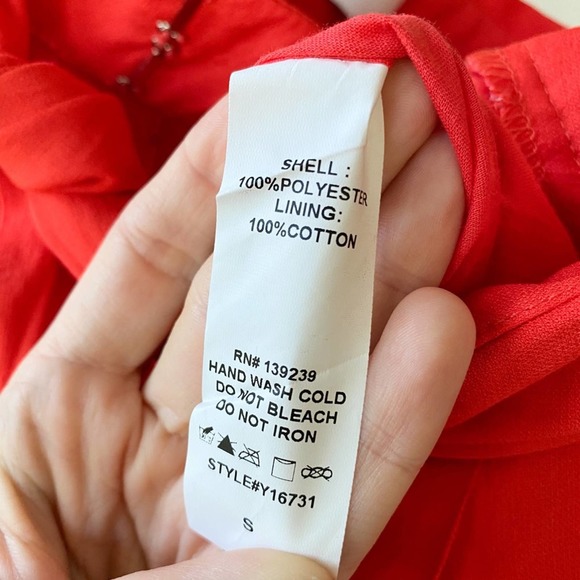 SHELL :
100%POLYESTER
LINING:
100%COTTON
RN# 139239
HAND WASH COLD
DO NOT BLEACH
DO NOT IRON
STYLE#Y16731
S